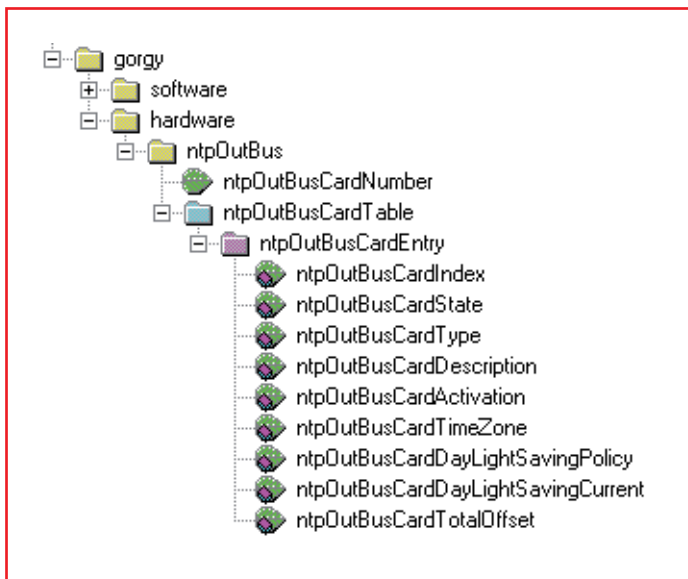 gorgy
software
hardware
ntpOutBus
ntpOutBusCardNumber
ntpOutBusCardTable
ntpOutBusCardEntry
ntpOutBusCardIndex
ntpOutBusCardState
ntpOutBusCardType
ntpOutBusCardDescription
ntpOutBusCardActivation
ntpOutBusCardTimeZone
ntpOutBusCardDayLightSavingPolicy
ntpOutBusCardDayLightSavingCurrent
ntpOutBusCardTotalOffset